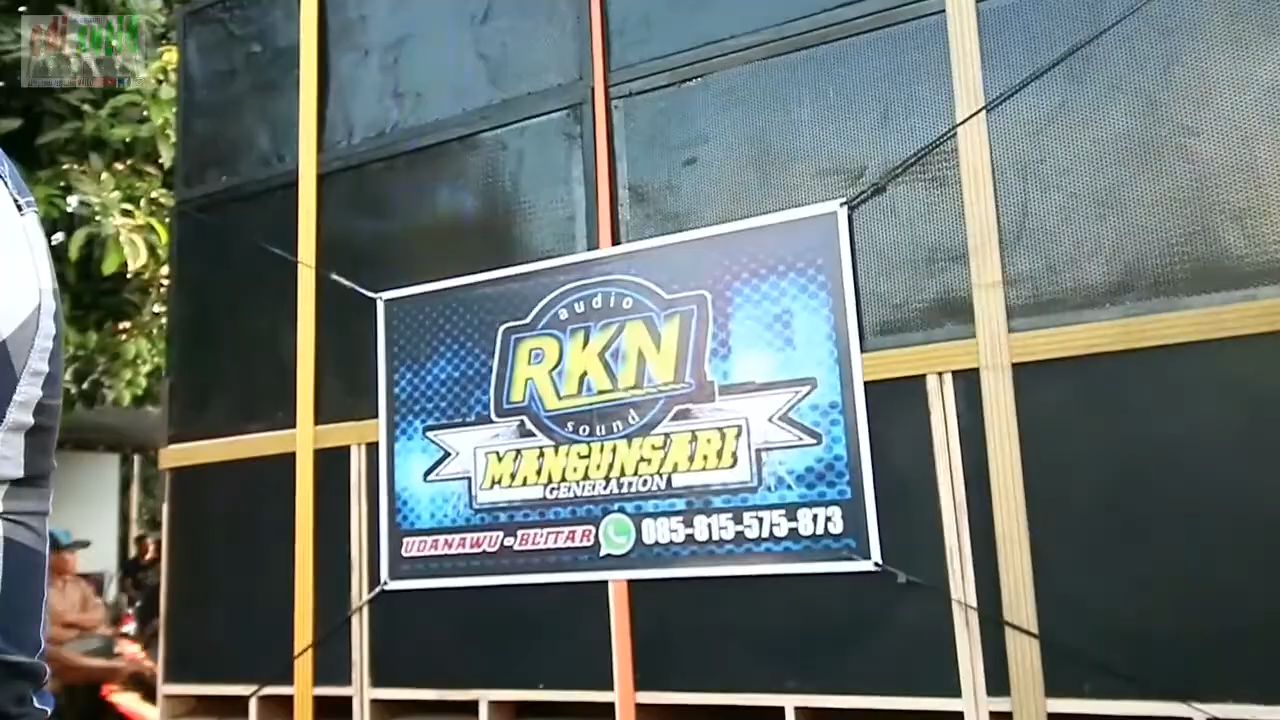 audio
RKN
sound
MANGUNSARI
GENERATION
UDANAWU - BLITAR 085-815-575-873